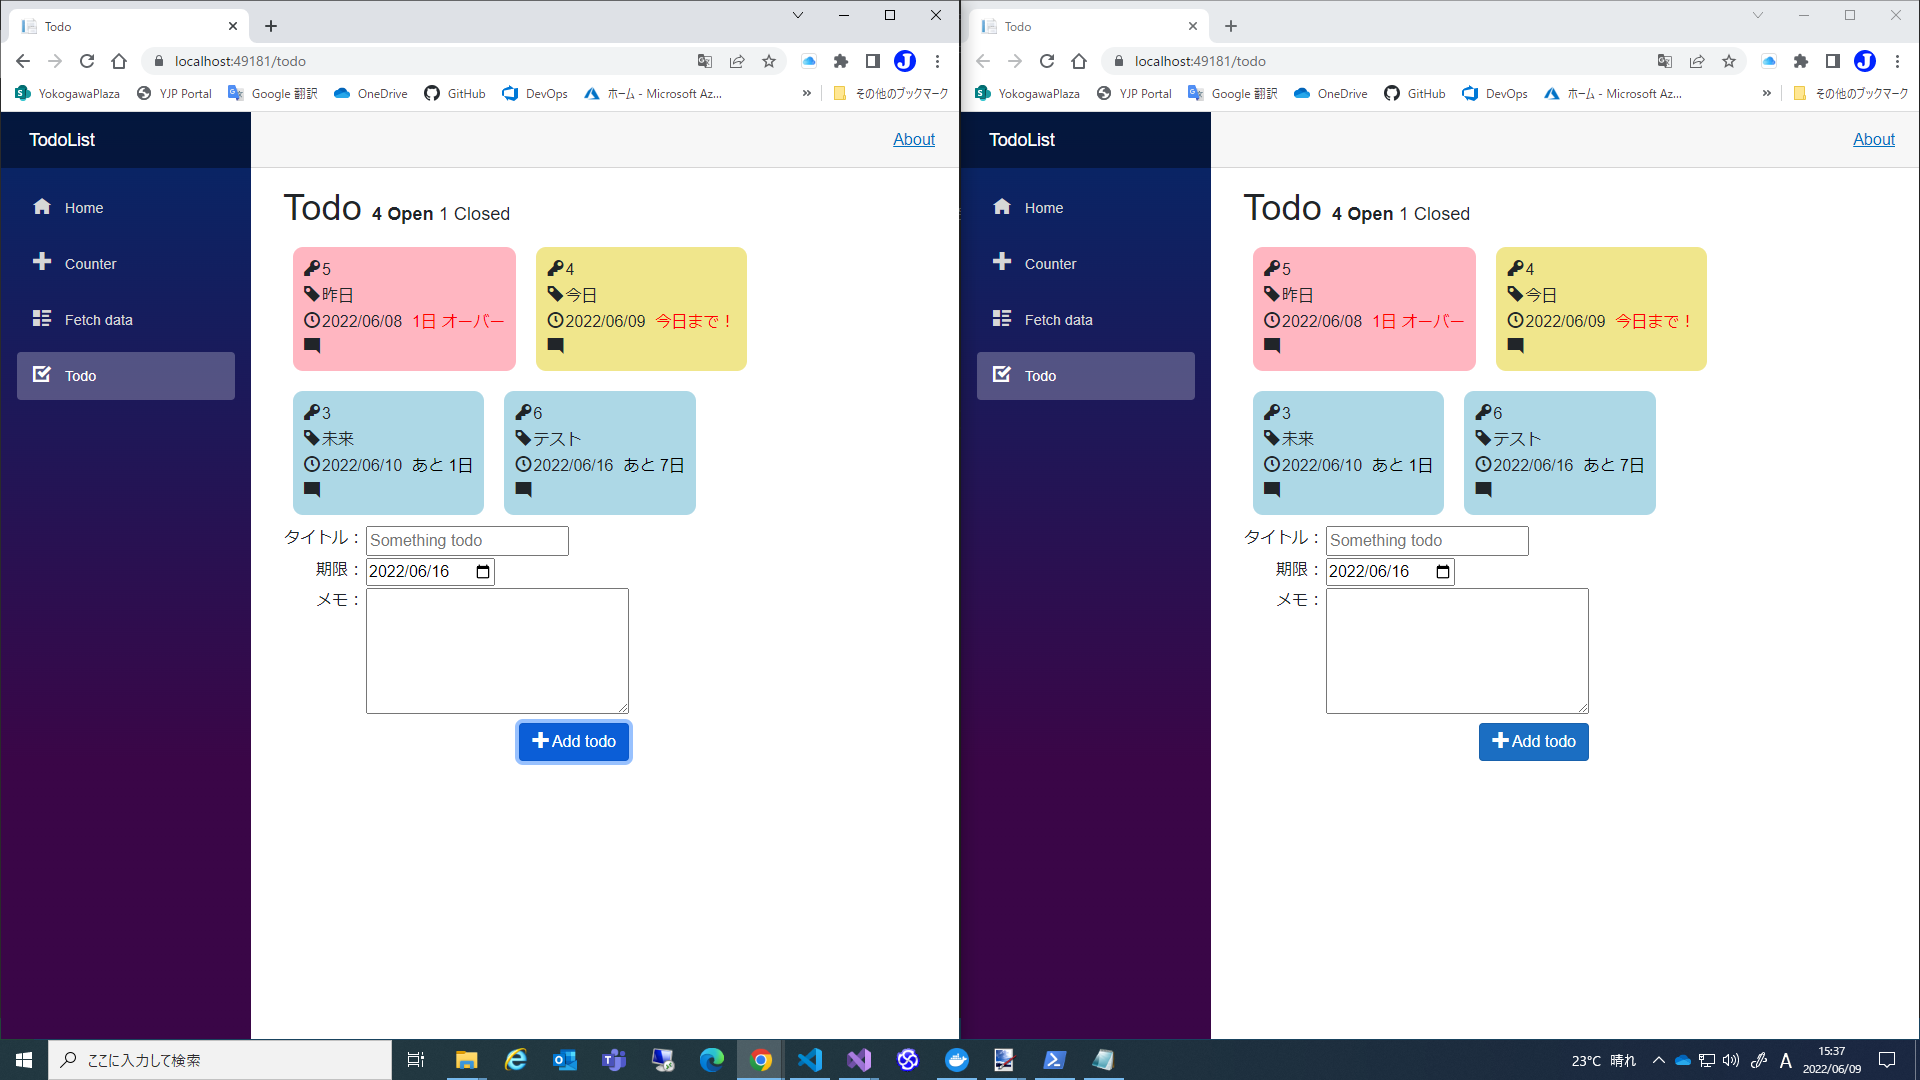 Todo
localhost:49181/todo
YokogawaPlaza YJP Portal Google 翻訳 OneDrive GitHub DevOps ホーム - Microsoft Az... » その他のブックマーク
TodoList
About
Home
Counter
Fetch data
Todo
Todo 4 Open 1 Closed
5
昨日
2022/06/08 1日 オーバー
4
今日
2022/06/09 今日まで！
3
未来
2022/06/10 あと 1日
6
テスト
2022/06/16 あと 7日
タイトル： Something todo
期限： 2022/06/16
メモ：
Add todo
Todo
localhost:49181/todo
YokogawaPlaza YJP Portal Google 翻訳 OneDrive GitHub DevOps ホーム - Microsoft Az... » その他のブックマーク
TodoList
About
Home
Counter
Fetch data
Todo
Todo 4 Open 1 Closed
5
昨日
2022/06/08 1日 オーバー
4
今日
2022/06/09 今日まで！
3
未来
2022/06/10 あと 1日
6
テスト
2022/06/16 あと 7日
タイトル： Something todo
期限： 2022/06/16
メモ：
Add todo
ここに入力して検索
23°C 晴れ
A
15:37
2022/06/09